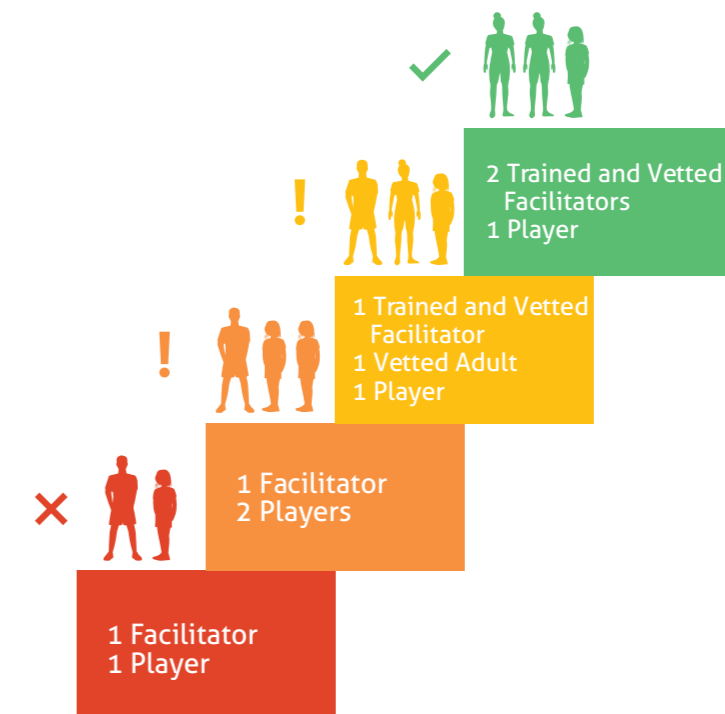 2 Trained and Vetted
Facilitators
1 Player
1 Trained and Vetted
Facilitator
1 Vetted Adult
1 Player
1 Facilitator
2 Players
1 Facilitator
1 Player